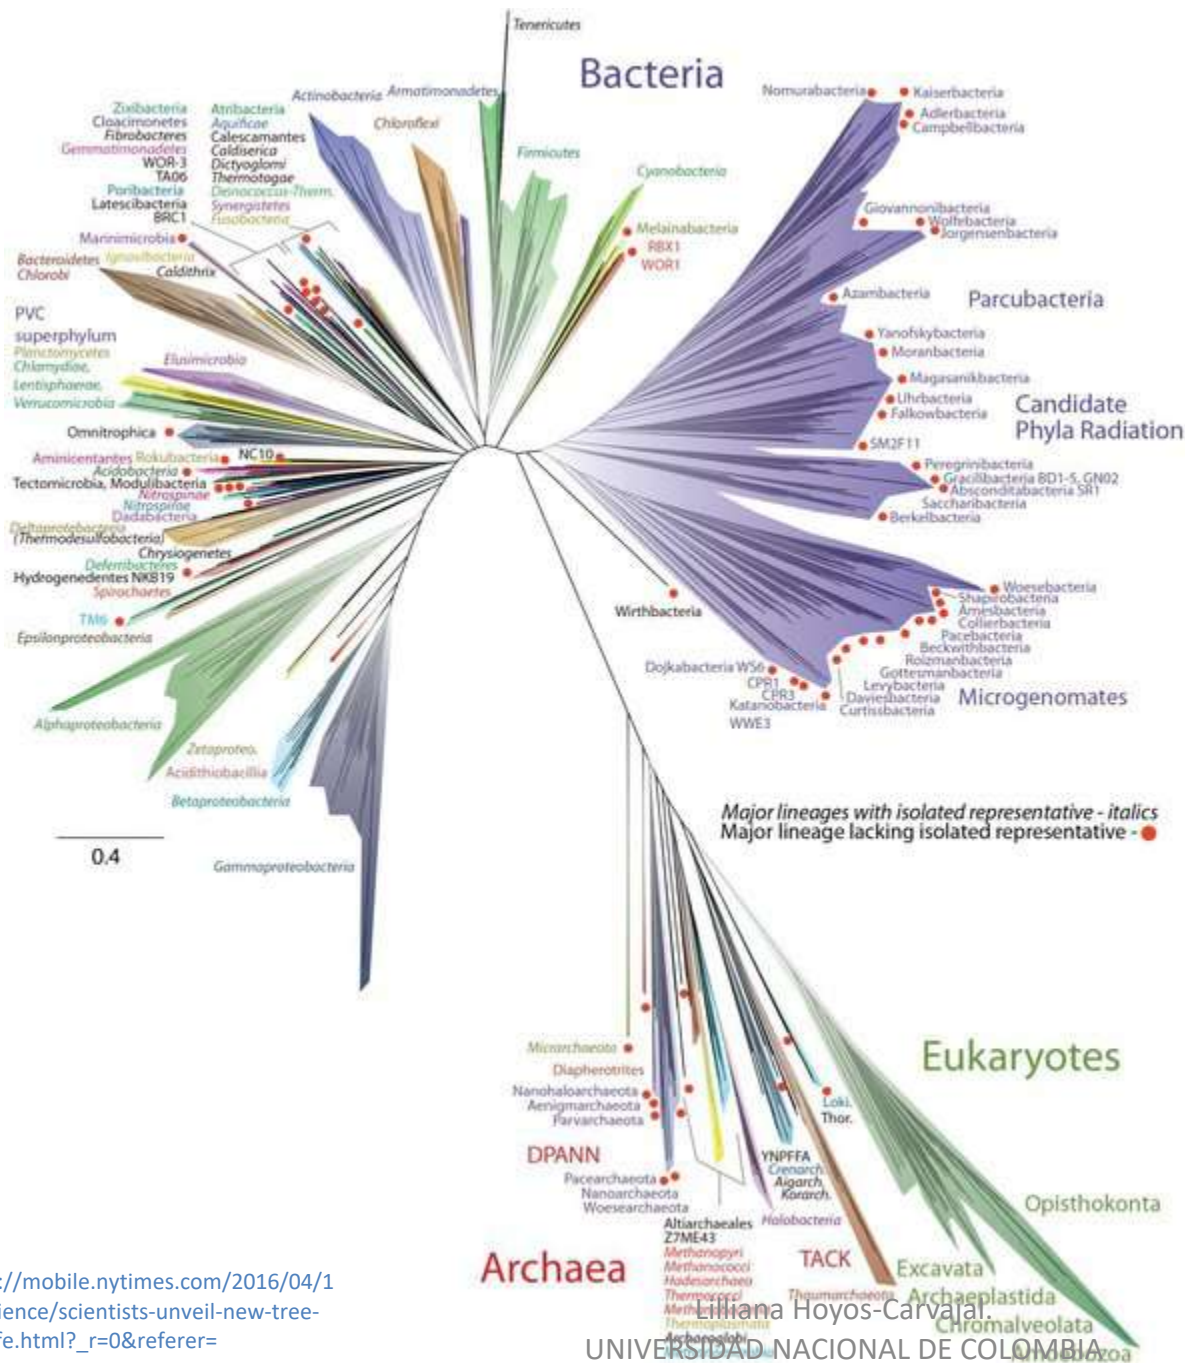 Tenericutes
Bacteria
Actinobacteria
Armatimonadetes
Nomurabacteria
Kaiserbacteria
Adlerbacteria
Campbellbacteria
Zixibacteria
Cloacimonetes
Fibrobacteres
Gemmatimonadetes
WOR-3
TA06
Poribacteria
Latescibacteria
BRC1
Atribacteria
Aquificae
Calescamantes
Caldiserica
Dictyoglomi
Thermotogae
Deinococcus-Therm.
Synergistetes
Fusobacteria
Chloroflexi
Firmicutes
Cyanobacteria
Melainabacteria
RBX1
WOR1
Giovannonibacteria
Wolfebacteria
Jorgensenbacteria
Marinimicrobia
Bacteroidetes
Ignavibacteria
Chlorobi
Caldithrix
Azambacteria
Parcubacteria
PVC
superphylum
Planctomycetes
Chlamydiae,
Lentisphaerae,
Verrucomicrobia
Elusimicrobia
Yanofskybacteria
Moranbacteria
Magasanikbacteria
Uhrbacteria
Falkowbacteria
Candidate
Phyla Radiation
SM2F11
Omnitrophica
Aminicentantes Rokubacteria
NC10
Acidobacteria
Tectomicrobia, Modulibacteria
Nitrospinae
Nitrospirae
Dadabacteria
Deltaprotebacteria
(Thermodesulfobacteria)
Chrysiogenetes
Deferribacteres
Hydrogenedentes NKB19
Spirochaetes
TM6
Epsilonproteobacteria
Peregrinibacteria
Gracilibacteria BD1-5, GN02
Absconditabacteria SR1
Saccharibacteria
Berkelbacteria
Woesebacteria
Shapirobacteria
Amesbacteria
Collierbacteria
Pacebacteria
Beckwithbacteria
Roizmanbacteria
Gottesmanbacteria
Levybacteria
Daviesbacteria
Curtissbacteria
Microgenomates
Wirthbacteria
Dojkabacteria WS6
CPR1
CPR3
Katanobacteria
WWE3
Alphaproteobacteria
Zetaproteo.
Acidithiobacillia
Betaproteobacteria
Gammaproteobacteria
0.4
Major lineages with isolated representative - italics
Major lineage lacking isolated representative -
Micrarchaeota
Diapherotrites
Nanohaloarchaeota
Aenigmarchaeota
Parvarchaeota
DPANN
Pacearchaeota
Nanoarchaeota
Woesearchaeota
Eukaryotes
Loki.
Thor.
YNPFFA
Crenarch.
Aigarch.
Korarch.
Altiarchaeales
Z7ME43
Methanopyri
Methanococci
Hadesarchaea
Thermococci
Thermoplasmata
Archaeoglobi
Halobacteria
Archaea
TACK
Thaumarchaeota
Opisthokonta
Excavata
Archaeplastida
Chromalveolata
Amoebozoa
://mobile.nytimes.com/2016/04/1
ience/scientists-unveil-new-tree-
fe.html?_r=0&referer=
Liliana Hoyos-Carvajal.
UNIVERSIDAD NACIONAL DE COLOMBIA